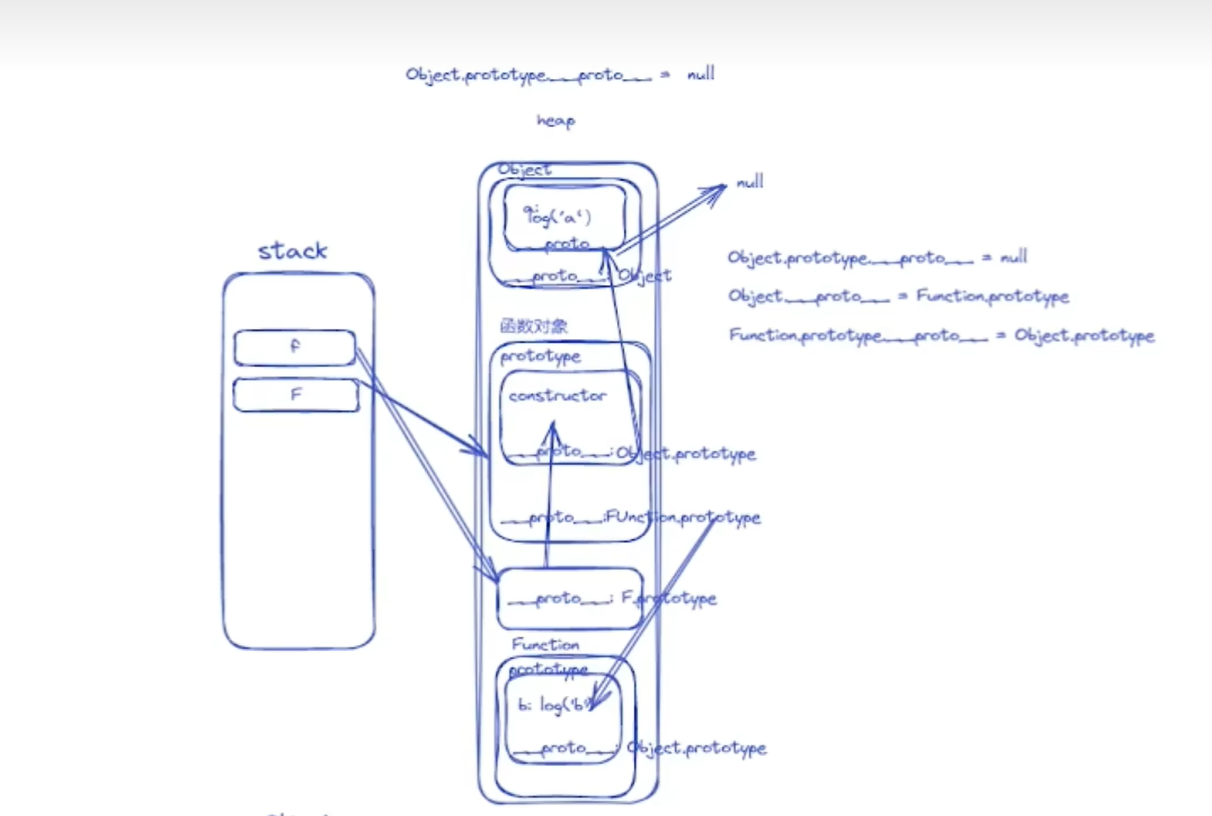 Object.prototype.__proto__ = null
heap
Object
null
a:
log('a')
stack
proto
Object.prototype.__proto__ = null
__proto__: Object
Object.__proto__ = Function.prototype
函数对象
Function.prototype.__proto__ = Object.prototype
f
prototype
F
constructor
__proto__: Object.prototype
__proto__:FUnction.prototype
__proto__: F.prototype
Function
prototype
b: log('b')
__proto__: Object.prototype